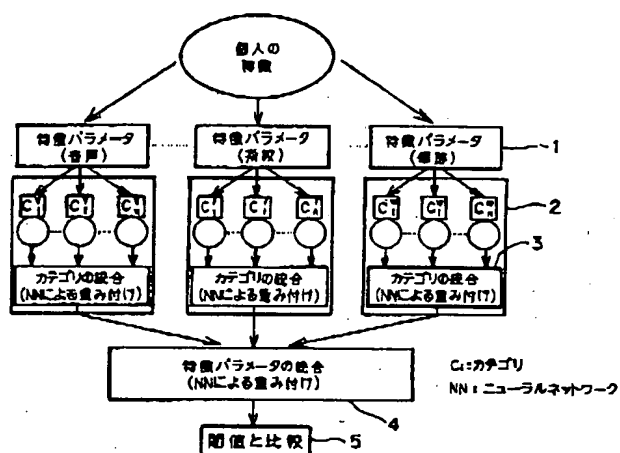 個人の
特徴
特徴パラメータ
(音声)
特徴パラメータ
(指紋)
特徴パラメータ
(筆跡)
1
2
3
カテゴリの統合
(NNによる重み付け)
カテゴリの統合
(NNによる重み付け)
カテゴリの統合
(NNによる重み付け)
特徴パラメータの統合
(NNによる重み付け)
Ci:カテゴリ
NN:ニューラルネットワーク
4
閾値と比較
5